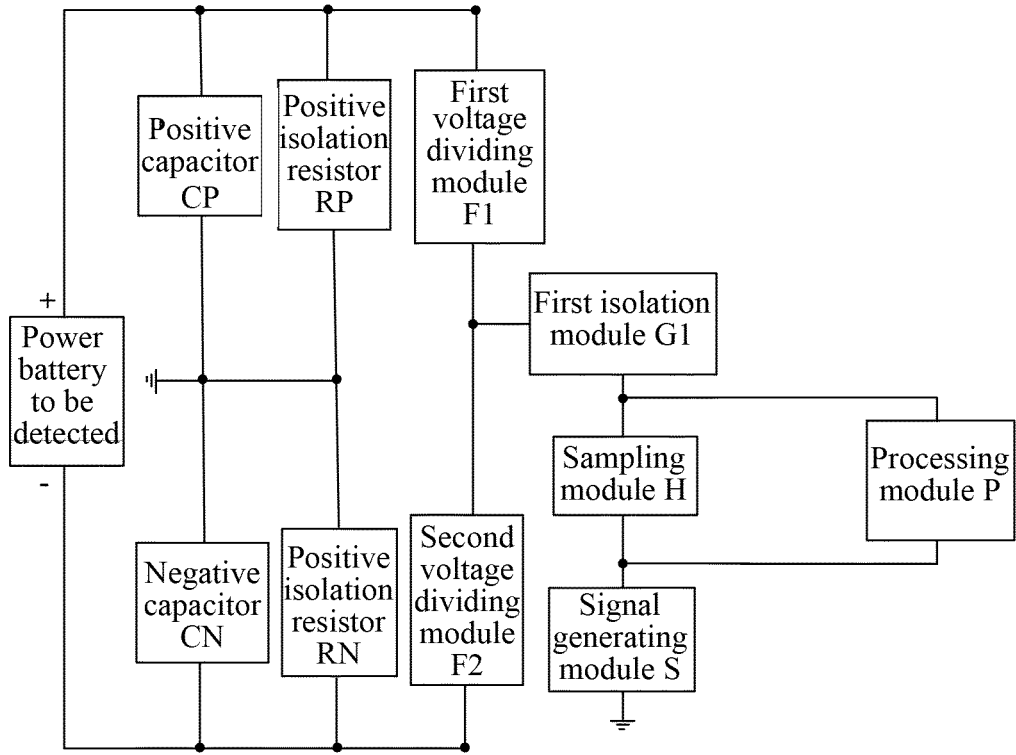 Positive
capacitor
CP
Positive
isolation
resistor
RP
First
voltage
dividing
module
F1
+
Power
battery
to be
detected
-
First isolation
module G1
Sampling
module H
Processing
module P
Negative
capacitor
CN
Positive
isolation
resistor
RN
Second
voltage
dividing
module
F2
Signal
generating
module S